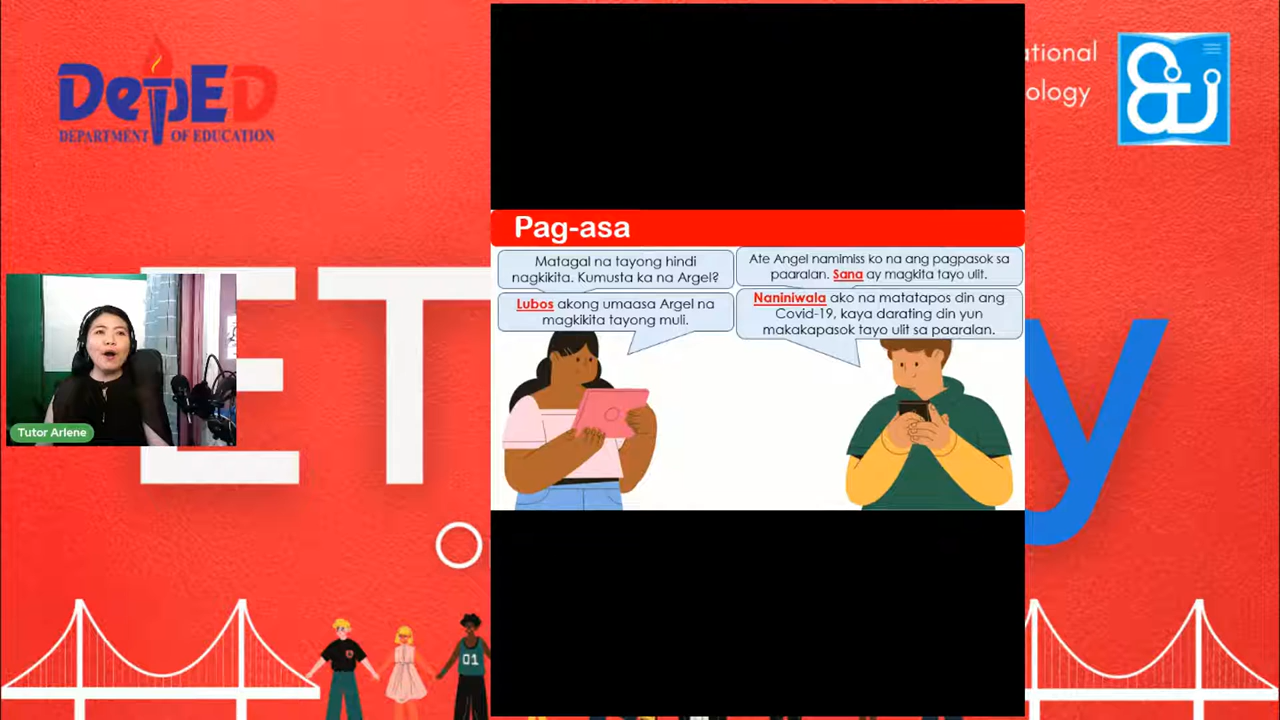 DepED
DEPARTMENT OF EDUCATION
ational
ology
Pag-asa
Matagal na tayong hindi
nagkikita. Kumusta ka na Argel?
Ate Angel namimiss ko na ang pagpasok sa
paaralan. Sana ay magkita tayo ulit.
Lubos akong umaasa Argel na
magkikita tayong muli.
Naniniwala ako na matatapos din ang
Covid-19, kaya darating din yun
makakapasok tayo ulit sa paaralan.
Tutor Arlene
ET
y
01